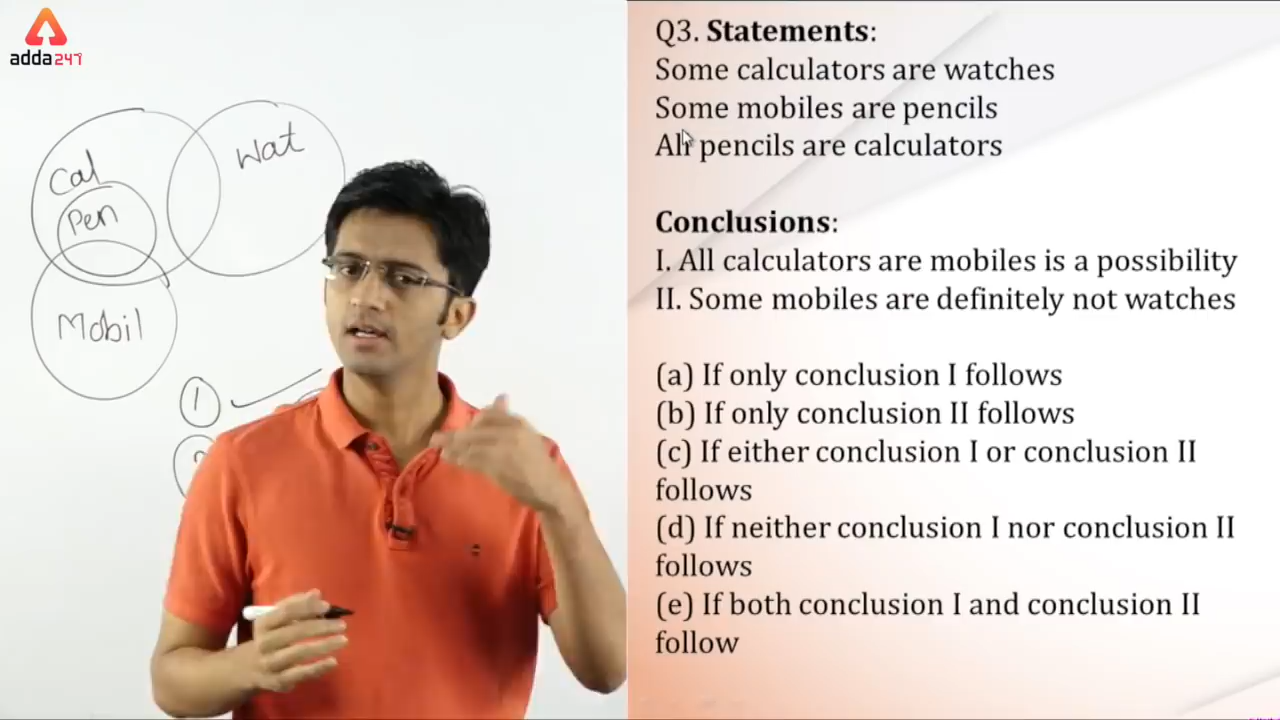 adda247
Cal
Wat
Pen
Mobil
1
Q3. Statements:
Some calculators are watches
Some mobiles are pencils
All pencils are calculators
Conclusions:
I. All calculators are mobiles is a possibility
II. Some mobiles are definitely not watches
(a) If only conclusion I follows
(b) If only conclusion II follows
(c) If either conclusion I or conclusion II
follows
(d) If neither conclusion I nor conclusion II
follows
(e) If both conclusion I and conclusion II
follow